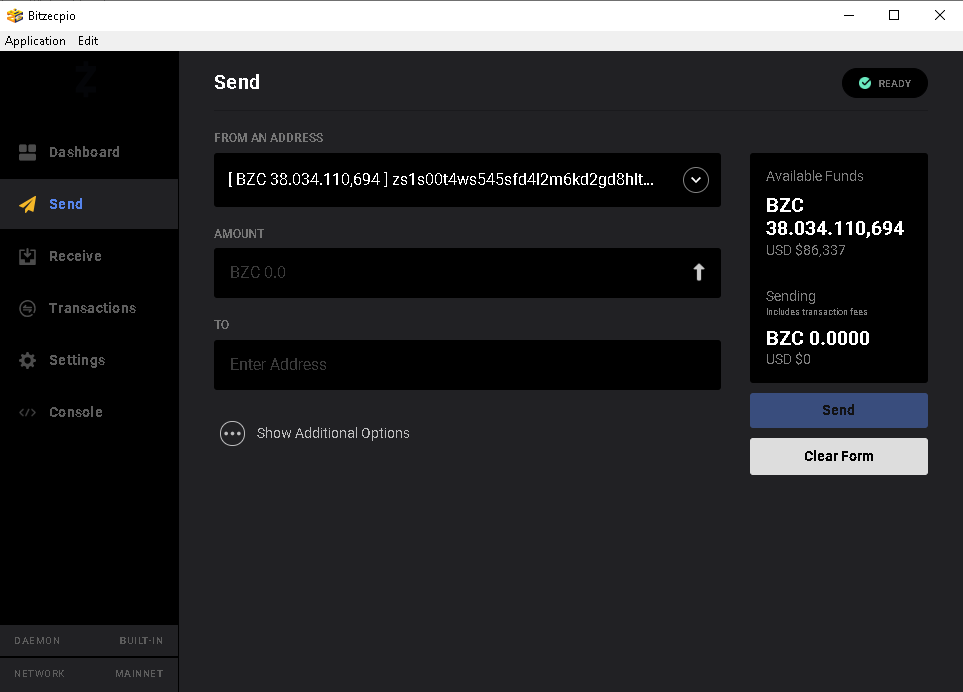 Bitzecpio
Application Edit
Send
READY
Dashboard
Send
Receive
Transactions
Settings
Console
FROM AN ADDRESS
[ BZC 38.034.110,694 ] zs1s00t4ws545sfd4l2m6kd2gd8hlt...
AMOUNT
BZC 0.0
TO
Enter Address
Show Additional Options
Available Funds
BZC
38.034.110,694
USD $86,337
Sending
Includes transaction fees
BZC 0.0000
USD $0
Send
Clear Form
DAEMON BUILT-IN
NETWORK MAINNET